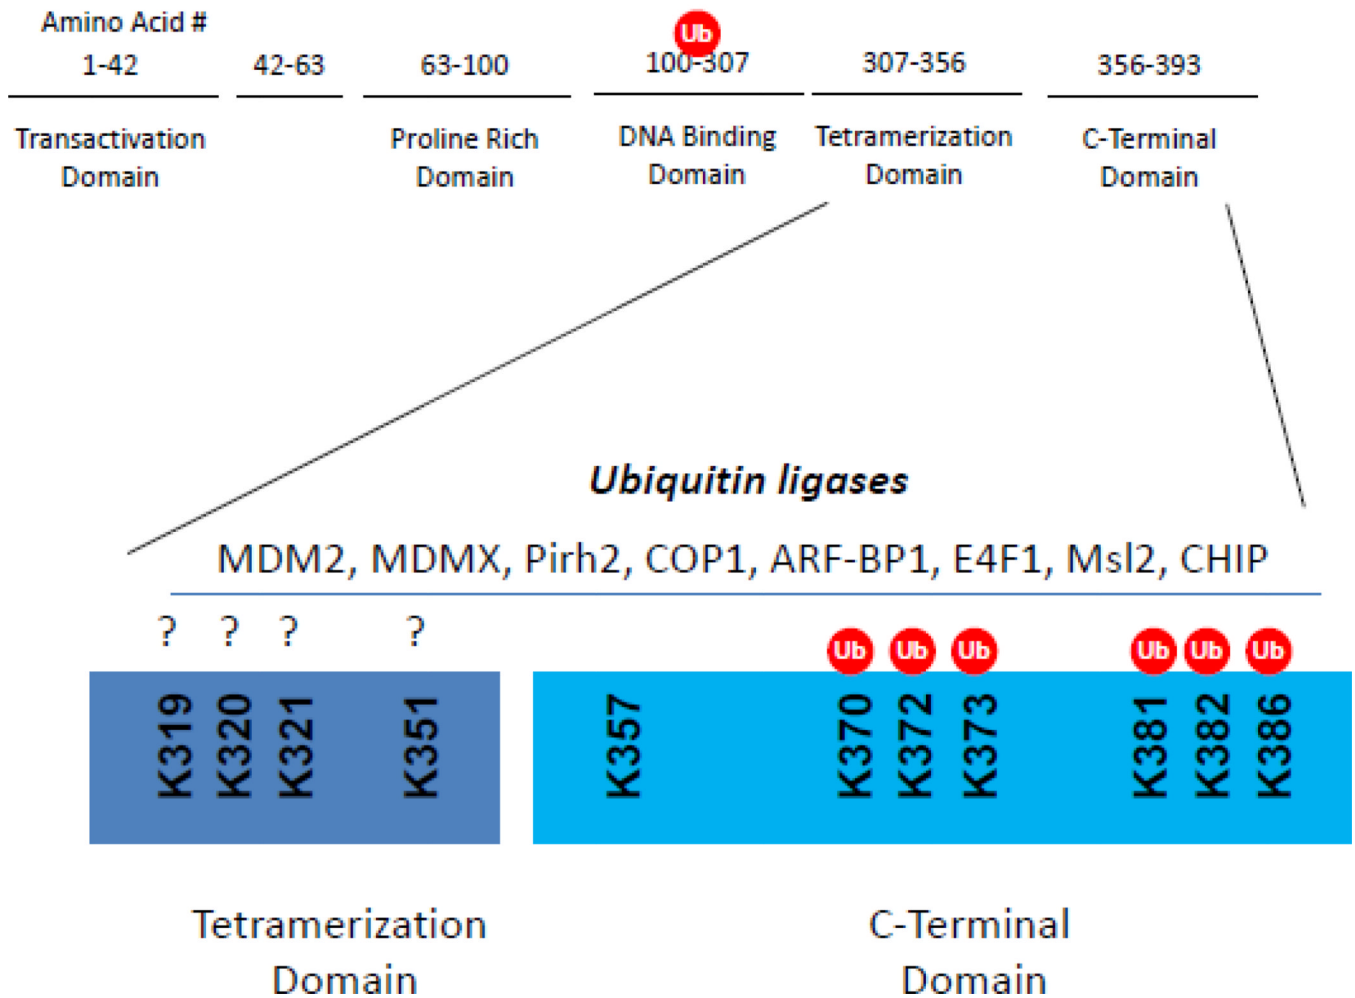 Amino Acid #
Ub
1-42 42-63 63-100 100-307 307-356 356-393
Transactivation Domain
Proline Rich Domain
DNA Binding Domain
Tetramerization Domain
C-Terminal Domain
Ubiquitin ligases
MDM2, MDMX, Pirh2, COP1, ARF-BP1, E4F1, Msl2, CHIP
? ? ? ? Ub Ub Ub Ub Ub Ub
K319 K320 K321 K351 K357 K370 K372 K373 K381 K382 K386
Tetramerization Domain
C-Terminal Domain